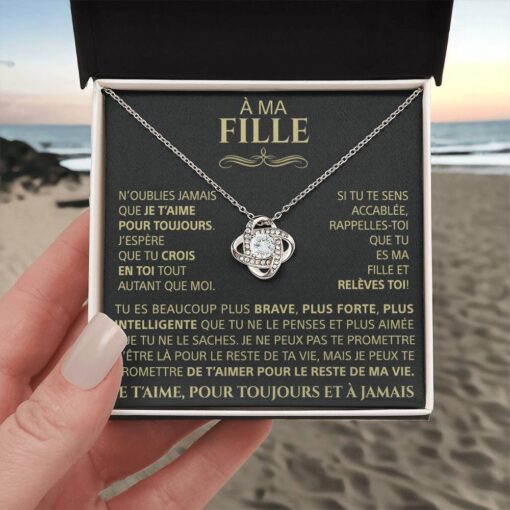 À MA
FILLE
N'OUBLIES JAMAIS
QUE JE T'AIME
POUR TOUJOURS.
J'ESPÈRE
QUE TU CROIS
EN TOI TOUT
AUTANT QUE MOI.
SI TU TE SENS
ACCABLÉE,
RAPPELLES-TOI
QUE TU
ES MA
FILLE ET
RELÈVES TOI!
TU ES BEAUCOUP PLUS BRAVE, PLUS FORTE, PLUS
INTELLIGENTE QUE TU NE LE PENSES ET PLUS AIMÉE
QUE TU NE LE SACHES. JE NE PEUX PAS TE PROMETTRE
D'ÊTRE LÀ POUR LE RESTE DE TA VIE, MAIS JE PEUX TE
PROMETTRE DE T'AIMER POUR LE RESTE DE MA VIE.
JE T'AIME, POUR TOUJOURS ET À JAMAIS